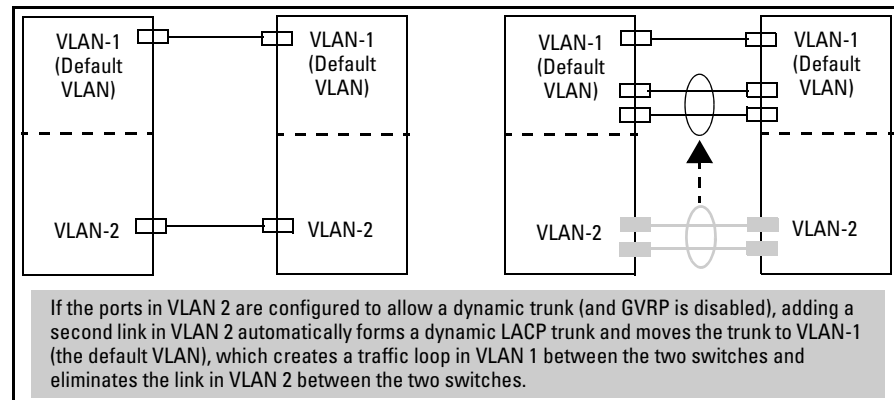 VLAN-1 VLAN-1 VLAN-1 VLAN-1
(Default (Default (Default (Default
VLAN) VLAN) VLAN) VLAN)
VLAN-2 VLAN-2 VLAN-2 VLAN-2
If the ports in VLAN 2 are configured to allow a dynamic trunk (and GVRP is disabled), adding a
second link in VLAN 2 automatically forms a dynamic LACP trunk and moves the trunk to VLAN-1
(the default VLAN), which creates a traffic loop in VLAN 1 between the two switches and
eliminates the link in VLAN 2 between the two switches.